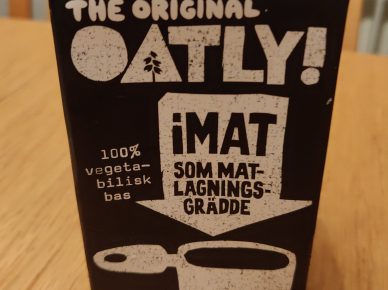 THE ORIGINAL
OATLY!
iMAT
SOM MAT-
LAGNINGS-
GRÄDDE
100%
vegeta-
bilisk
bas